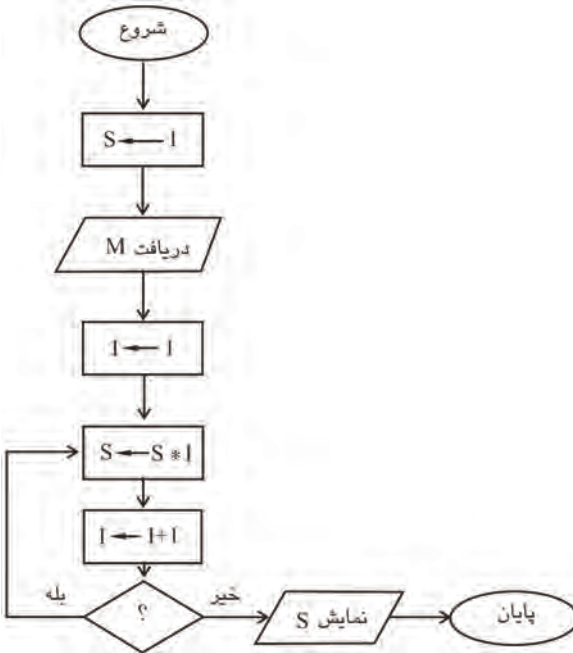 شروع
S ← 1
دریافت M
I ← 1
S ← S * I
I ← I+1
؟
بله
خیر
نمایش S
پایان